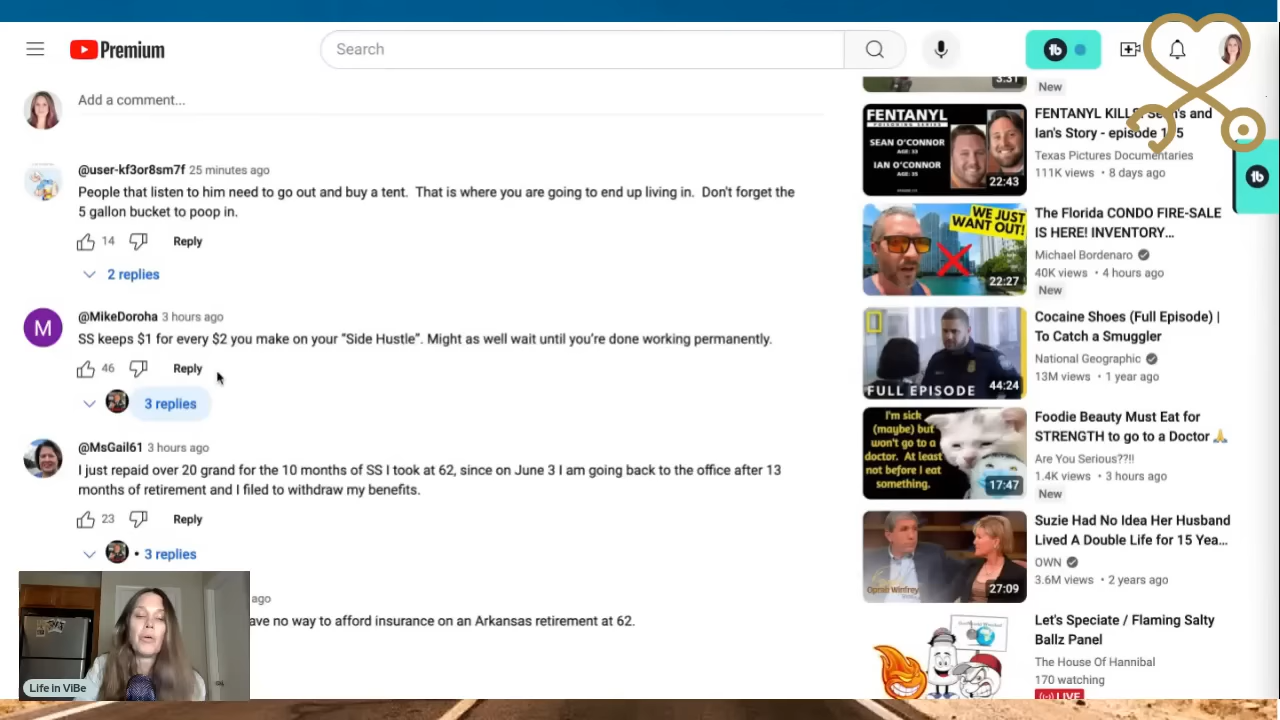 Premium
Search
Add a comment...
@user-kf3or8sm7f 25 minutes ago
People that listen to him need to go out and buy a tent. That is where you are going to end up living in. Don't forget the
5 gallon bucket to poop in.
14 Reply
2 replies
@MikeDoroha 3 hours ago
SS keeps $1 for every $2 you make on your “Side Hustle”. Might as well wait until you’re done working permanently.
46 Reply
3 replies
@MsGail61 3 hours ago
I just repaid over 20 grand for the 10 months of SS I took at 62, since on June 3 I am going back to the office after 13
months of retirement and I filed to withdraw my benefits.
23 Reply
• 3 replies
ago
ave no way to afford insurance on an Arkansas retirement at 62.
Life in ViBe
3:31
New
FENTANYL
SEAN O'CONNOR
IAN O'CONNOR
22:43
FENTANYL KILLS: Sean's and
Ian's Story - episode 1
Texas Pictures Documentaries
111K views • 8 days ago
WE JUST
WANT OUT!
22:27
The Florida CONDO FIRE-SALE
IS HERE! INVENTORY...
Michael Bordenaro
40K views • 4 hours ago
New
FULL EPISODE
44:24
Cocaine Shoes (Full Episode) |
To Catch a Smuggler
National Geographic
13M views • 1 year ago
I'm sick
(maybe) but
won't go to a
doctor. At least
not before I eat
something.
17:47
Foodie Beauty Must Eat for
STRENGTH to go to a Doctor 🙏
Are You Serious??!!
1.4K views • 3 hours ago
New
27:09
Suzie Had No Idea Her Husband
Lived A Double Life for 15 Yea...
OWN
3.6M views • 2 years ago
Let's Speciate / Flaming Salty
Ballz Panel
The House Of Hannibal
170 watching
LIVE